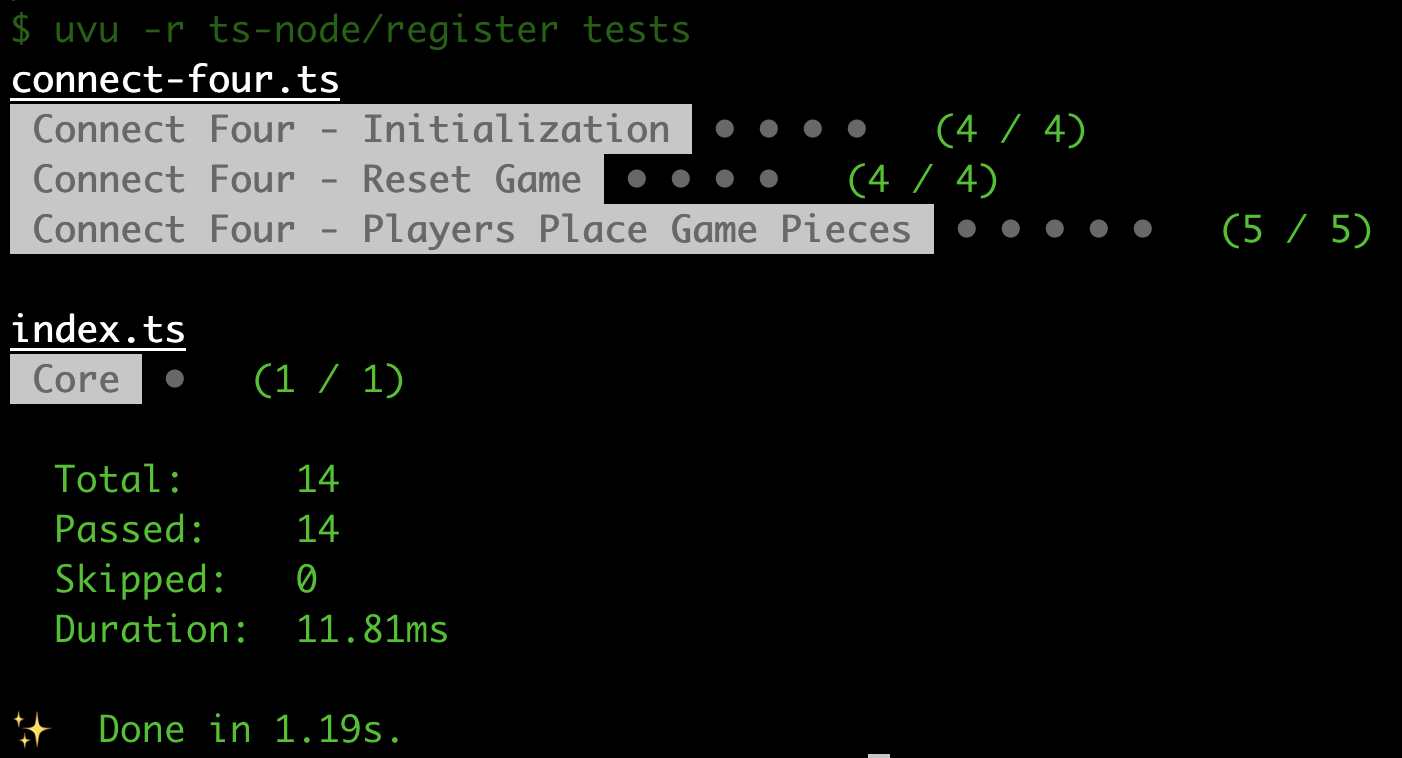 $ uvu -r ts-node/register tests
connect-four.ts
Connect Four - Initialization • • • • (4 / 4)
Connect Four - Reset Game • • • • (4 / 4)
Connect Four - Players Place Game Pieces • • • • • (5 / 5)
index.ts
Core • (1 / 1)
Total: 14
Passed: 14
Skipped: 0
Duration: 11.81ms
✨ Done in 1.19s.